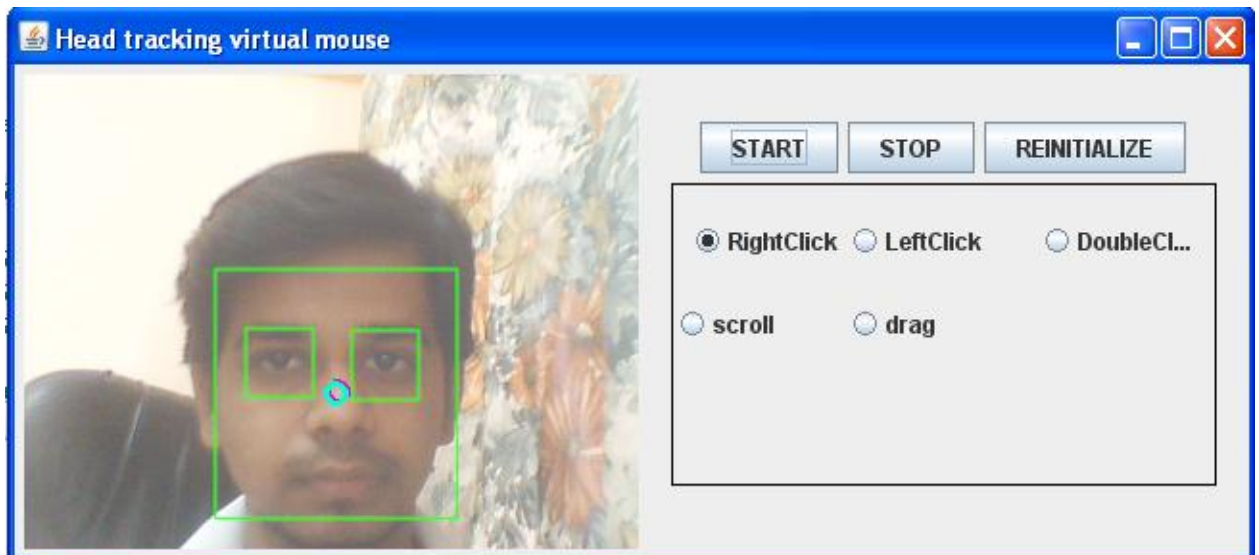 Head tracking virtual mouse
START STOP REINITIALIZE
RightClick LeftClick DoubleCl...
scroll drag